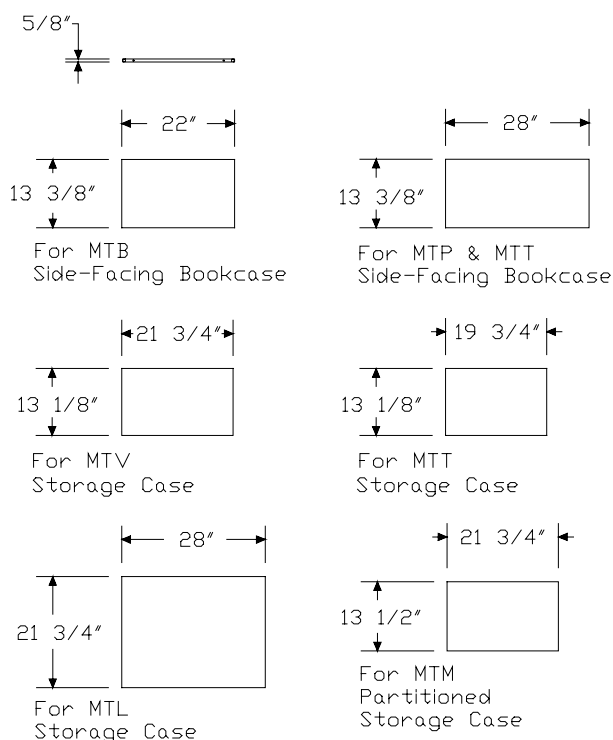 5/8"
22"
28"
13 3/8"
13 3/8"
For MTB
Side-Facing Bookcase
For MTP & MTT
Side-Facing Bookcase
21 3/4"
19 3/4"
13 1/8"
13 1/8"
For MTV
Storage Case
For MTT
Storage Case
28"
21 3/4"
21 3/4"
13 1/2"
For MTL
Storage Case
For MTM
Partitioned
Storage Case